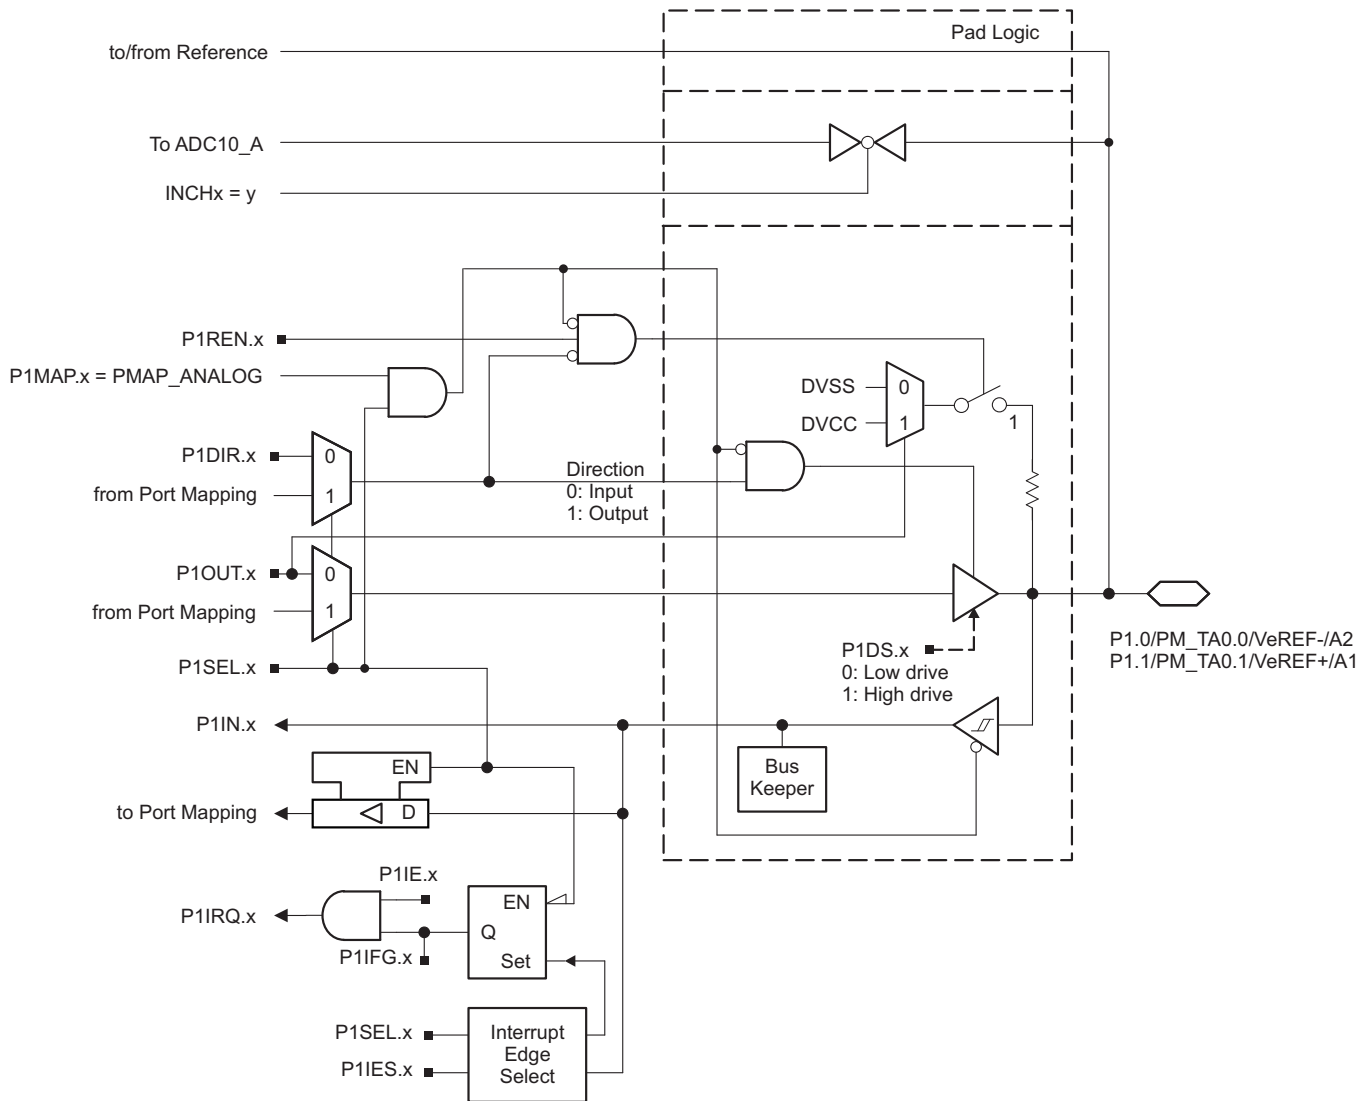 Pad Logic
to/from Reference
To ADC10_A
INCHx = y
P1REN.x
P1MAP.x = PMAP_ANALOG
DVSS
0
DVCC
1
1
P1DIR.x
0
from Port Mapping
1
Direction
0: Input
1: Output
P1OUT.x
0
from Port Mapping
1
P1DS.x
0: Low drive
1: High drive
P1.0/PM_TA0.0/VeREF-/A2
P1.1/PM_TA0.1/VeREF+/A1
P1SEL.x
P1IN.x
Bus
Keeper
EN
to Port Mapping
D
P1IE.x
P1IRQ.x
EN
Q
P1IFG.x
Set
P1SEL.x
P1IES.x
Interrupt
Edge
Select